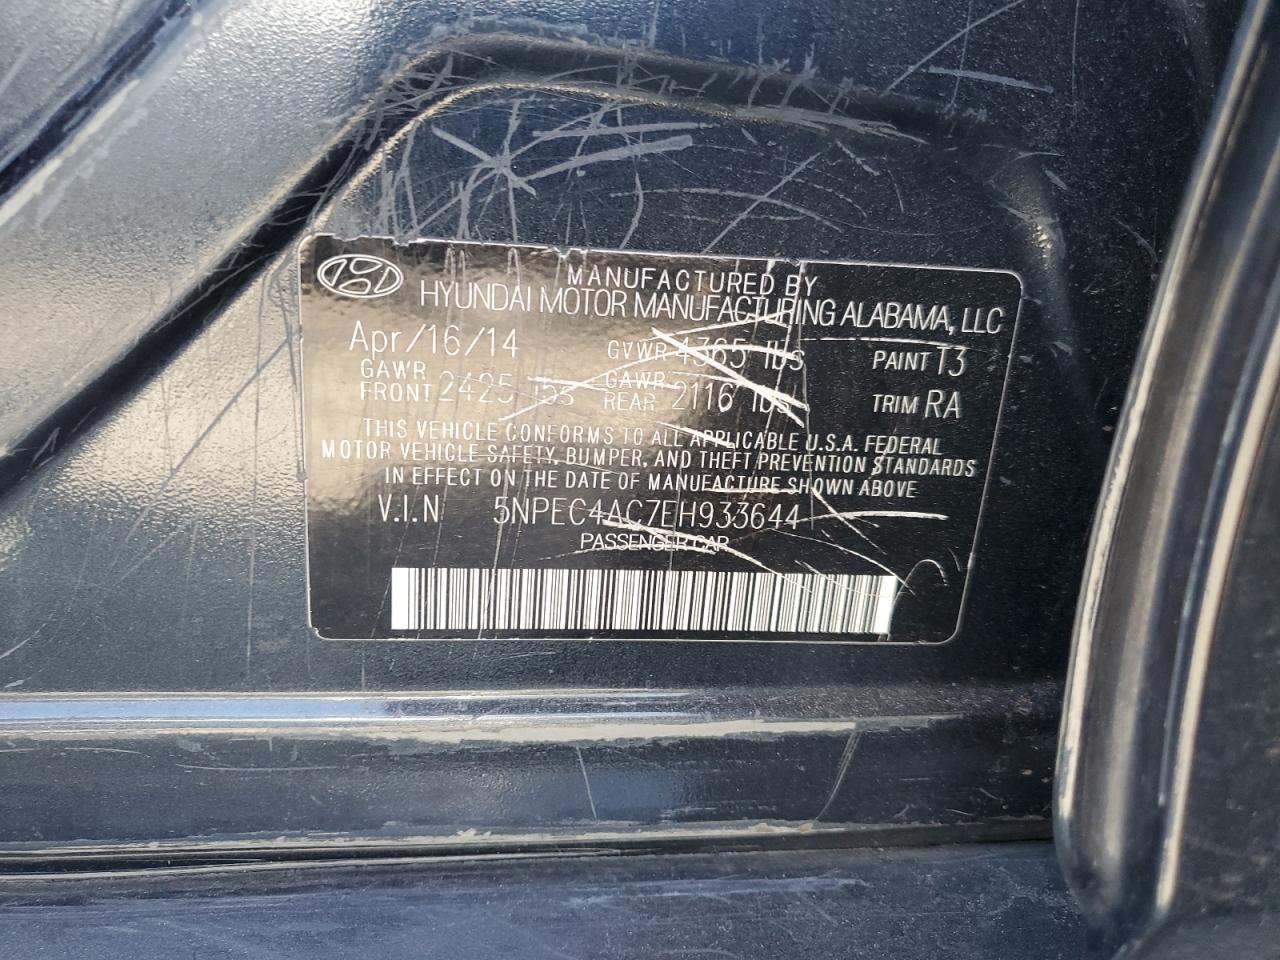 MANUFACTURED BY
HYUNDAI MOTOR MANUFACTURING ALABAMA, LLC
Apr/16/14 GVWR 4365 lbs PAINT T3
GAWR FRONT 2425 lbs GAWR REAR 2116 lbs TRIM RA
THIS VEHICLE CONFORMS TO ALL APPLICABLE U.S.A. FEDERAL
MOTOR VEHICLE SAFETY, BUMPER, AND THEFT PREVENTION STANDARDS
IN EFFECT ON THE DATE OF MANUFACTURE SHOWN ABOVE
V.I.N 5NPEC4AC7EH933644
PASSENGER CAR